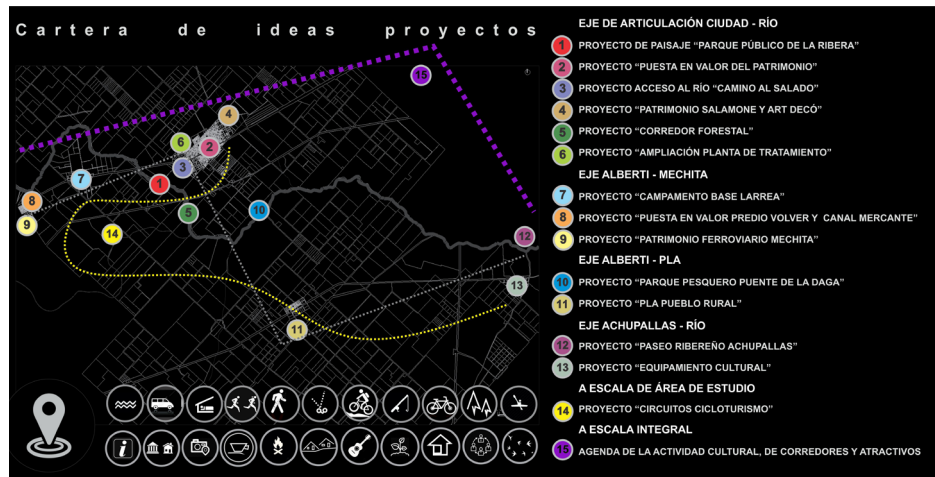 Cartera de ideas proyectos
15
4
6
2
3
7
1
8
9
5
10
14
12
13
11
i
EJE DE ARTICULACIÓN CIUDAD - RÍO
1 PROYECTO DE PAISAJE “PARQUE PÚBLICO DE LA RIBERA”
2 PROYECTO “PUESTA EN VALOR DEL PATRIMONIO”
3 PROYECTO ACCESO AL RÍO “CAMINO AL SALADO”
4 PROYECTO “PATRIMONIO SALAMONE Y ART DECÓ”
5 PROYECTO “CORREDOR FORESTAL”
6 PROYECTO “AMPLIACIÓN PLANTA DE TRATAMIENTO”
EJE ALBERTI - MECHITA
7 PROYECTO “CAMPAMENTO BASE LARREA”
8 PROYECTO “PUESTA EN VALOR PREDIO VOLVER Y CANAL MERCANTE”
9 PROYECTO “PATRIMONIO FERROVIARIO MECHITA”
EJE ALBERTI - PLA
10 PROYECTO “PARQUE PESQUERO PUENTE DE LA DAGA”
11 PROYECTO “PLA PUEBLO RURAL”
EJE ACHUPALLAS - RÍO
12 PROYECTO “PASEO RIBEREÑO ACHUPALLAS”
13 PROYECTO “EQUIPAMIENTO CULTURAL”
A ESCALA DE ÁREA DE ESTUDIO
14 PROYECTO “CIRCUITOS CICLOTURISMO”
A ESCALA INTEGRAL
15 AGENDA DE LA ACTIVIDAD CULTURAL, DE CORREDORES Y ATRACTIVOS